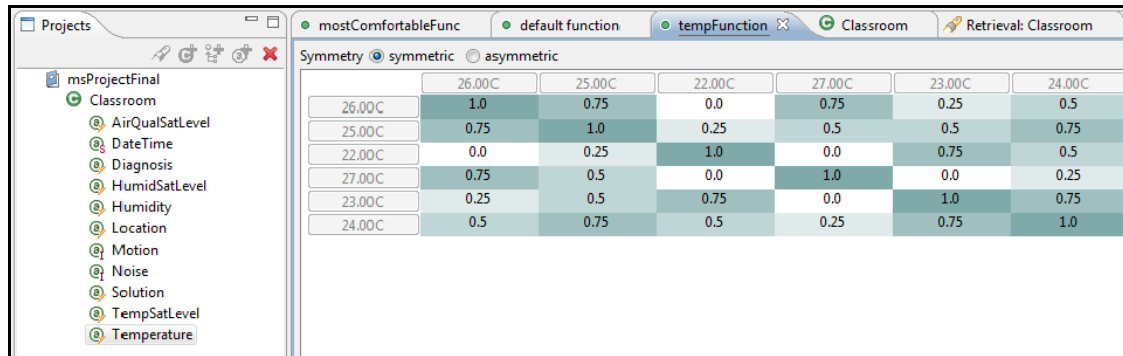 Projects
msProjectFinal
Classroom
AirQualSatLevel
DateTime
Diagnosis
HumidSatLevel
Humidity
Location
Motion
Noise
Solution
TempSatLevel
Temperature
mostComfortableFunc default function tempFunction Classroom Retrieval: Classroom
Symmetry symmetric asymmetric
26.00C 25.00C 22.00C 27.00C 23.00C 24.00C
26.00C 1.0 0.75 0.0 0.75 0.25 0.5
25.00C 0.75 1.0 0.25 0.5 0.5 0.75
22.00C 0.0 0.25 1.0 0.0 0.75 0.5
27.00C 0.75 0.5 0.0 1.0 0.0 0.25
23.00C 0.25 0.5 0.75 0.0 1.0 0.75
24.00C 0.5 0.75 0.5 0.25 0.75 1.0